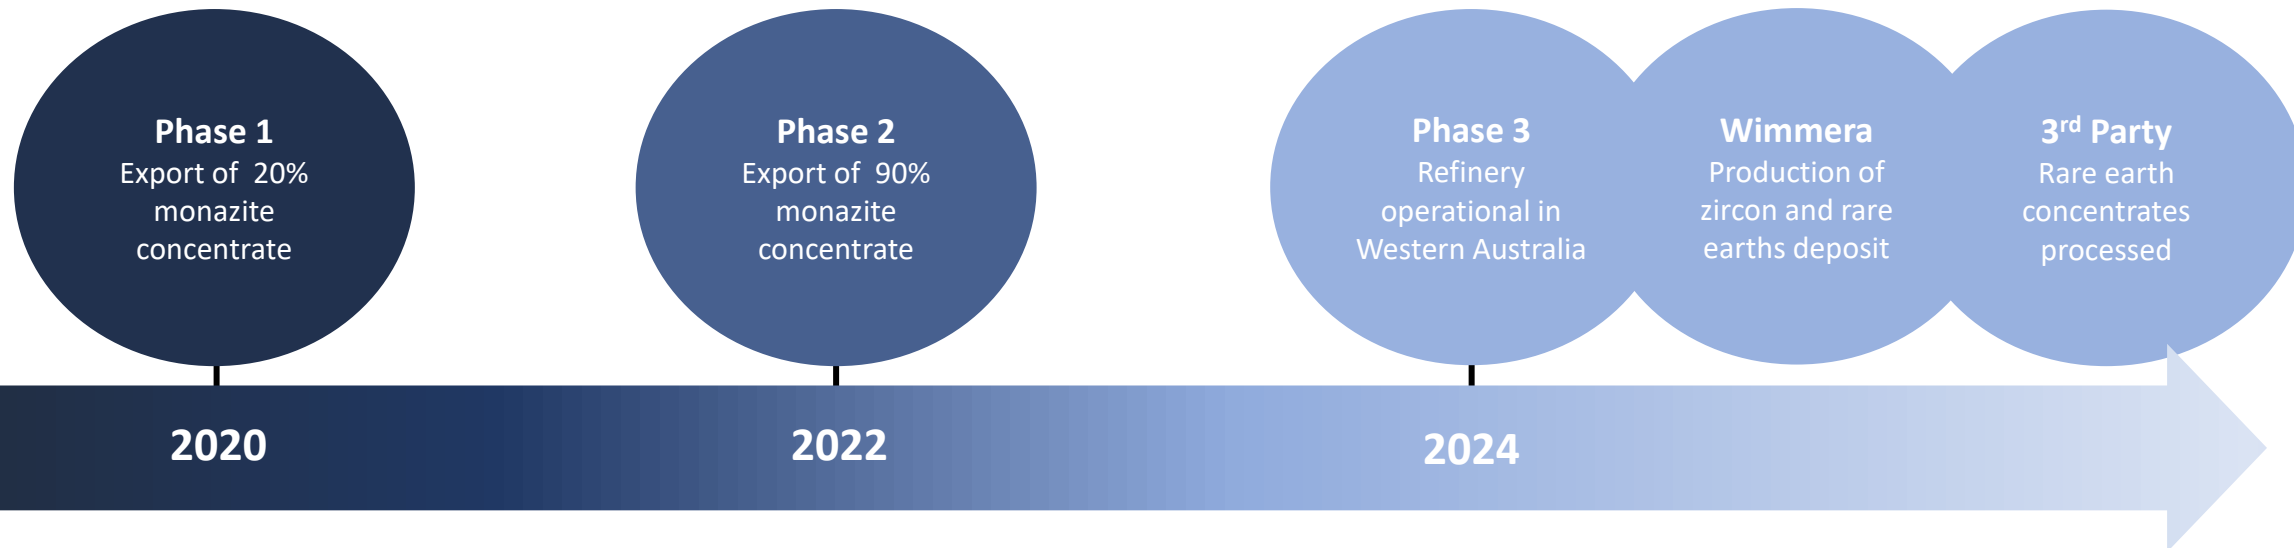 Phase 1
Export of 20%
monazite
concentrate
Phase 2
Export of 90%
monazite
concentrate
Phase 3
Refinery
operational in
Western Australia
Wimmera
Production of
zircon and rare
earths deposit
3rd Party
Rare earth
concentrates
processed
2020
2022
2024